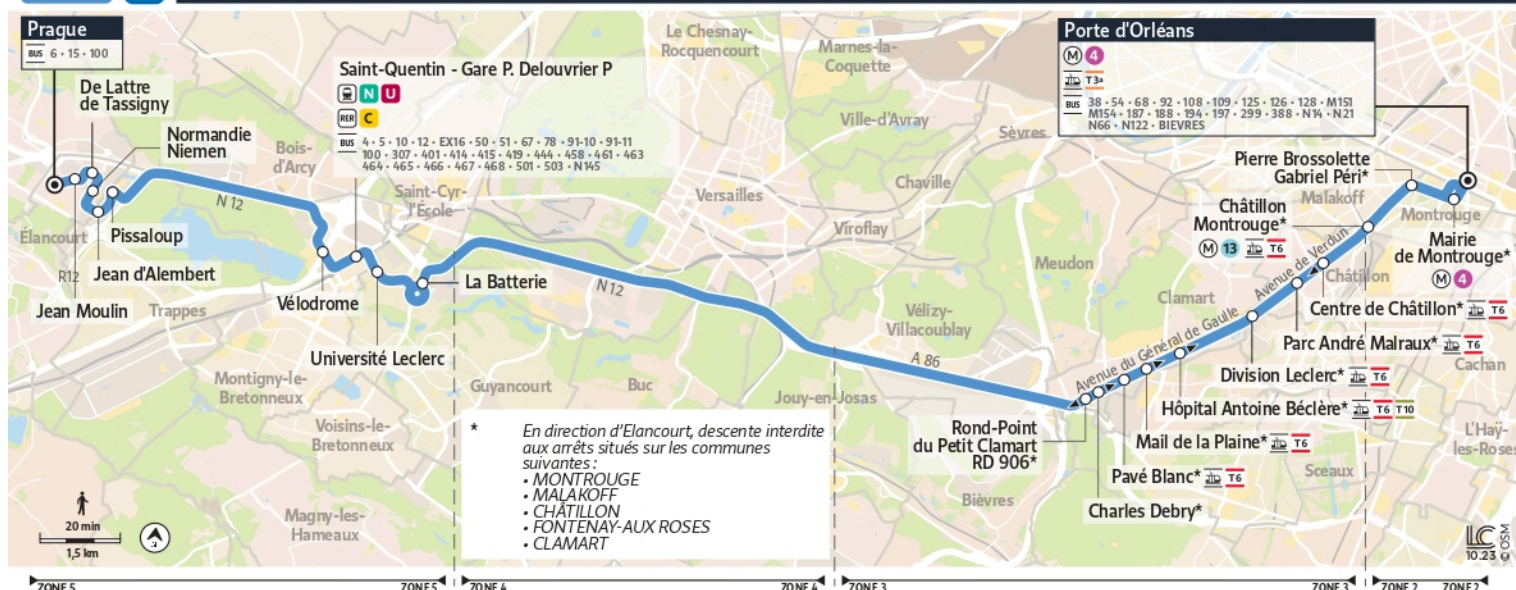 Prague
BUS 6 • 15 • 100
De Lattre
de Tassigny
Normandie
Niemen
Bois-
d'Arcy
Saint-Quentin - Gare P. Delouvrier P
N U
RER C
BUS 4 • 5 • 10 • 12 • EX16 • 50 • 51 • 67 • 78 • 91-10 • 91-11
100 • 307 • 401 • 414 • 415 • 419 • 444 • 458 • 461 • 463
464 • 465 • 466 • 467 • 468 • 501 • 503 • N145
Le Chesnay-
Rocquencourt
Marnes-la-
Coquette
Ville-d'Avray
Sèvres
Porte d'Orléans
M 4
T3a
BUS 38 • 54 • 68 • 92 • 108 • 109 • 125 • 126 • 128 • M151
M154 • 187 • 188 • 194 • 197 • 299 • 388 • N14 • N21
N66 • N122 • BIEVRES
Pierre Brossolette
Gabriel Péri*
Malakoff
Montrouge
Châtillon
Montrouge*
M 13 T6
Mairie
de Montrouge*
M 4
Élancourt
Pissaloup
N 12
Saint-Cyr-
l'École
Versailles
Chaville
Viroflay
Meudon
Jean d'Alembert
R12
Jean Moulin
Trappes
Vélodrome
La Batterie
N 12
Université Leclerc
Vélizy-
Villacoublay
A 86
Clamart
Avenue de Verdun
Châtillon
Avenue du Général de Gaulle
Centre de Châtillon* T6
Parc André Malraux* T6
Cachan
Division Leclerc* T6
Hôpital Antoine Béclère* T6 T10
Mail de la Plaine* T6
Pavé Blanc* T6
Charles Debry*
Rond-Point
du Petit Clamart
RD 906*
Montigny-le-
Bretonneux
Guyancourt
Buc
Jouy-en-Josas
Voisins-le-
Bretonneux
L'Haÿ-
les-Roses
Sceaux
Bièvres
Magny-les-
Hameaux
* En direction d'Elancourt, descente interdite
aux arrêts situés sur les communes
suivantes :
• MONTROUGE
• MALAKOFF
• CHÂTILLON
• FONTENAY-AUX ROSES
• CLAMART
20 min
1,5 km
LC
10.23
© OSM
ZONE 5 ZONE 5 ZONE 4 ZONE 4 ZONE 3 ZONE 3 ZONE 2 ZONE 2